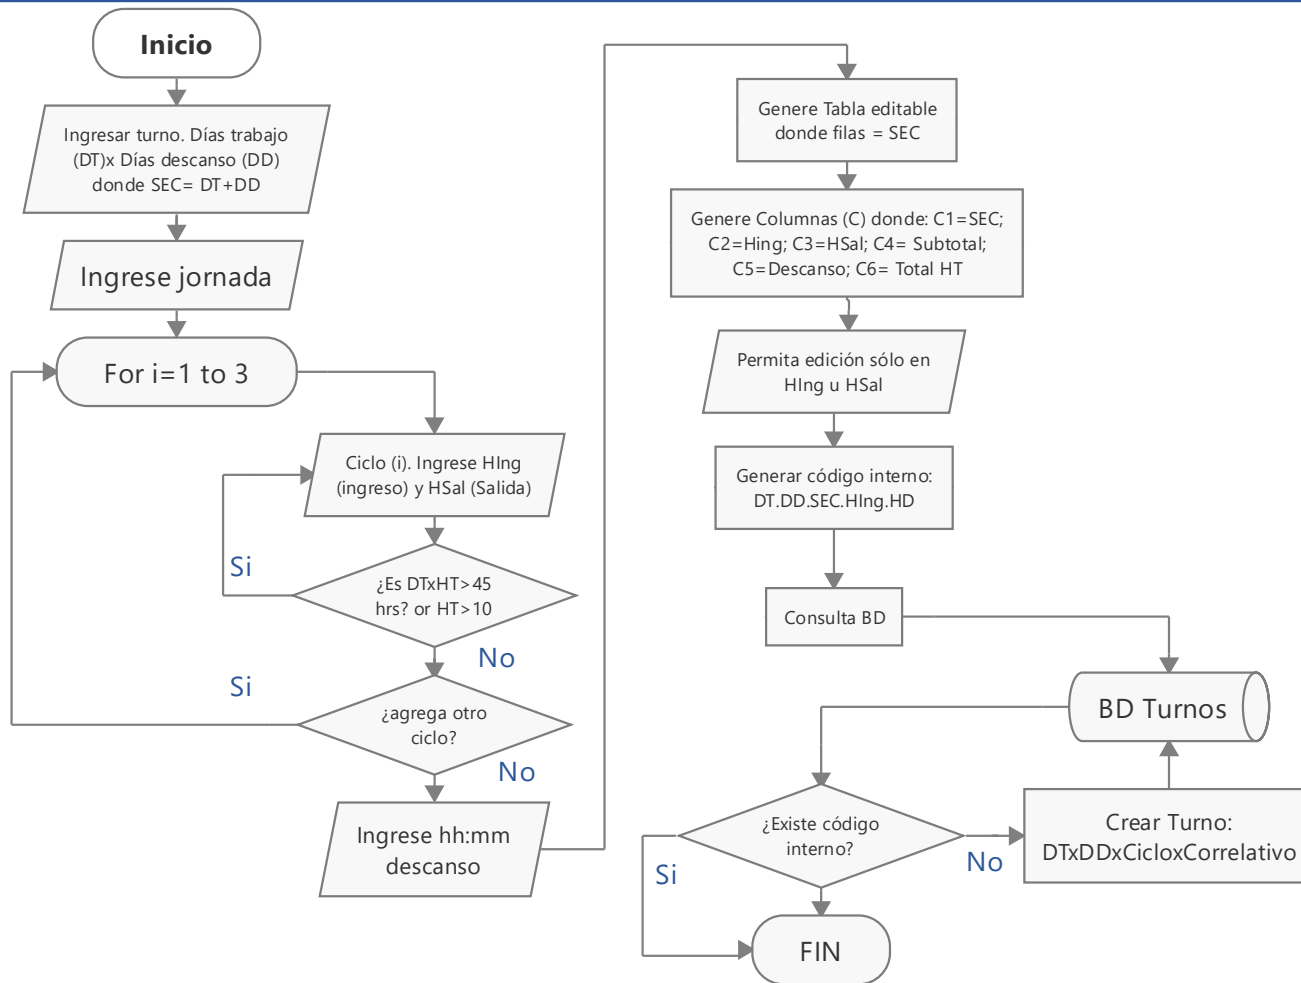 Inicio
Ingresar turno. Días trabajo
(DT)x Días descanso (DD)
donde SEC= DT+DD
Ingrese jornada
For i=1 to 3
Ciclo (i). Ingrese HIng
(ingreso) y HSal (Salida)
Si
¿Es DTxHT>45
hrs? or HT>10
No
Si
¿agrega otro
ciclo?
No
Ingrese hh:mm
descanso
Genere Tabla editable
donde filas = SEC
Genere Columnas (C) donde: C1=SEC;
C2=Hing; C3=HSal; C4= Subtotal;
C5=Descanso; C6= Total HT
Permita edición sólo en
HIng u HSal
Generar código interno:
DT.DD.SEC.HIng.HD
Consulta BD
BD Turnos
¿Existe código
interno?
Si
No
Crear Turno:
DTxDDxCicloxCorrelativo
FIN